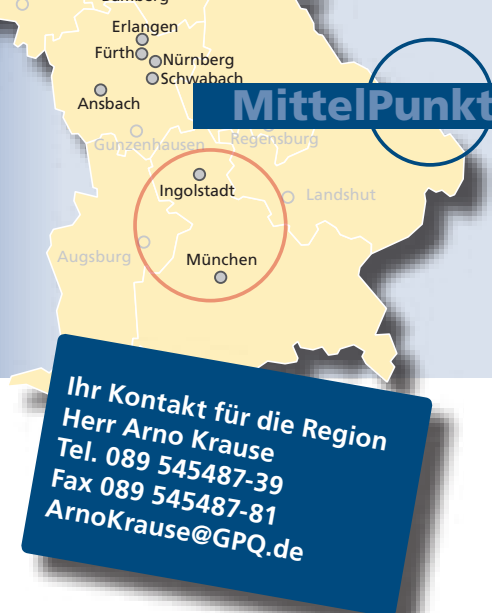 Bamberg
Erlangen
Fürth
Nürnberg
Schwabach
Ansbach
MittelPunkt
Gunzenhausen
Regensburg
Ingolstadt
Landshut
Augsburg
München
Ihr Kontakt für die Region
Herr Arno Krause
Tel. 089 545487-39
Fax 089 545487-81
ArnoKrause@GPQ.de